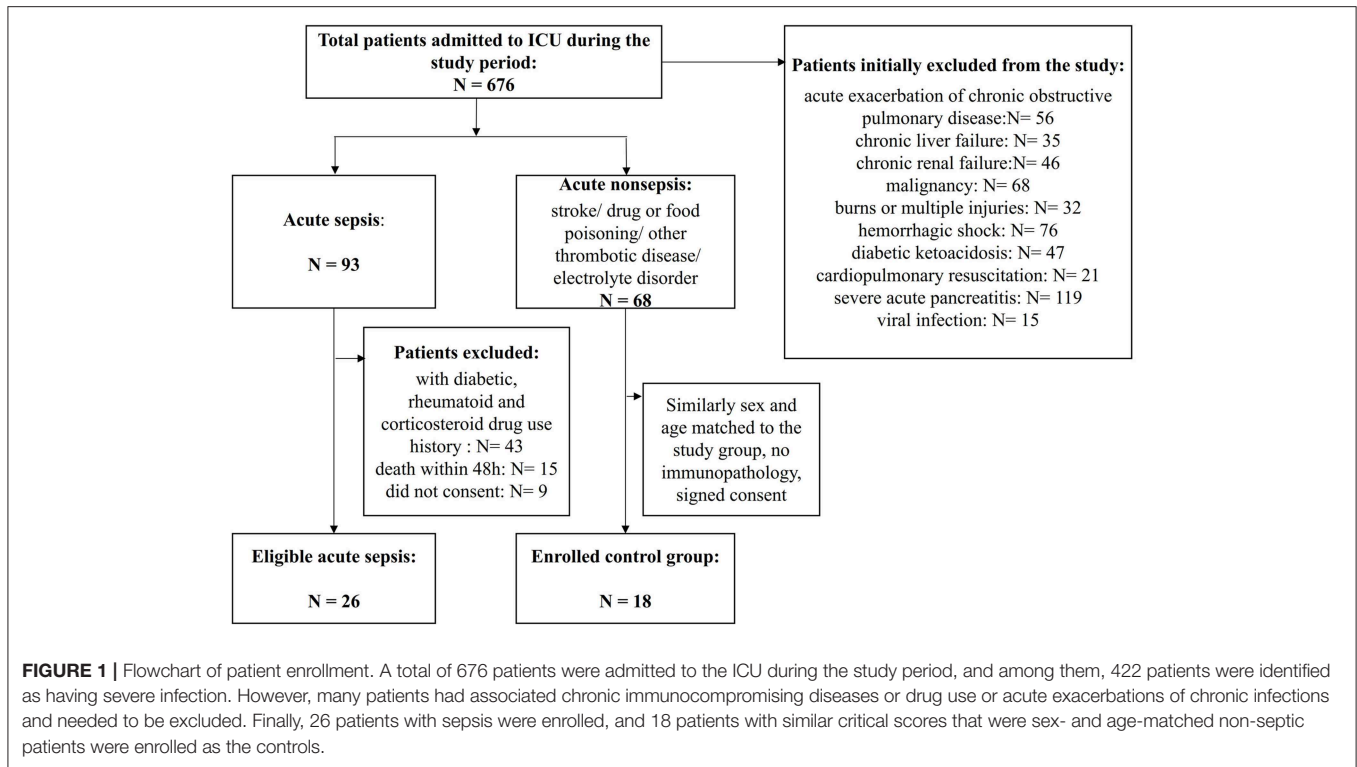 Total patients admitted to ICU during the
study period:
N = 676
Patients initially excluded from the study:
acute exacerbation of chronic obstructive
pulmonary disease:N= 56
chronic liver failure: N= 35
chronic renal failure:N= 46
malignancy: N= 68
burns or multiple injuries: N= 32
hemorrhagic shock: N= 76
diabetic ketoacidosis: N= 47
cardiopulmonary resuscitation: N= 21
severe acute pancreatitis: N= 119
viral infection: N= 15
Acute sepsis:
N = 93
Acute nonsepsis:
stroke/ drug or food
poisoning/ other
thrombotic disease/
electrolyte disorder
N = 68
Patients excluded:
with diabetic,
rheumatoid and
corticosteroid drug use
history : N= 43
death within 48h: N= 15
did not consent: N= 9
Similarly sex and
age matched to the
study group, no
immunopathology,
signed consent
Eligible acute sepsis:
N = 26
Enrolled control group:
N = 18
FIGURE 1 | Flowchart of patient enrollment. A total of 676 patients were admitted to the ICU during the study period, and among them, 422 patients were identified
as having severe infection. However, many patients had associated chronic immunocompromising diseases or drug use or acute exacerbations of chronic infections
and needed to be excluded. Finally, 26 patients with sepsis were enrolled, and 18 patients with similar critical scores that were sex- and age-matched non-septic
patients were enrolled as the controls.